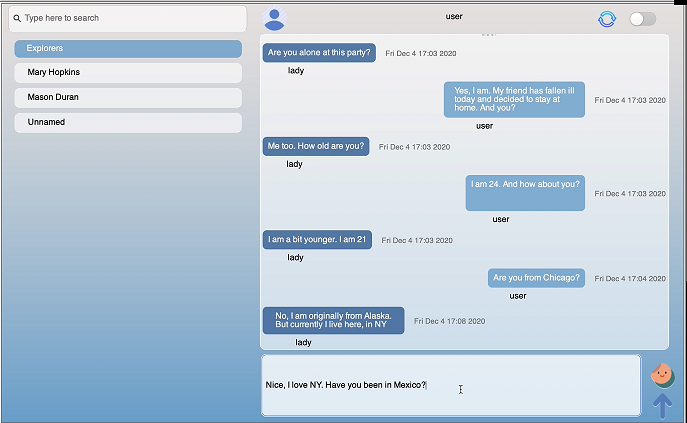 Type here to search
user
Explorers
Mary Hopkins
Mason Duran
Unnamed
Are you alone at this party?
Fri Dec 4 17:03 2020
lady
Yes, I am. My friend has fallen ill
today and decided to stay at
home. And you?
Fri Dec 4 17:03 2020
user
Me too. How old are you?
Fri Dec 4 17:03 2020
lady
I am 24. And how about you?
Fri Dec 4 17:03 2020
user
I am a bit younger. I am 21
Fri Dec 4 17:03 2020
lady
Are you from Chicago?
Fri Dec 4 17:04 2020
user
No, I am originally from Alaska.
But currently I live here, in NY
Fri Dec 4 17:08 2020
lady
Nice, I love NY. Have you been in Mexico?